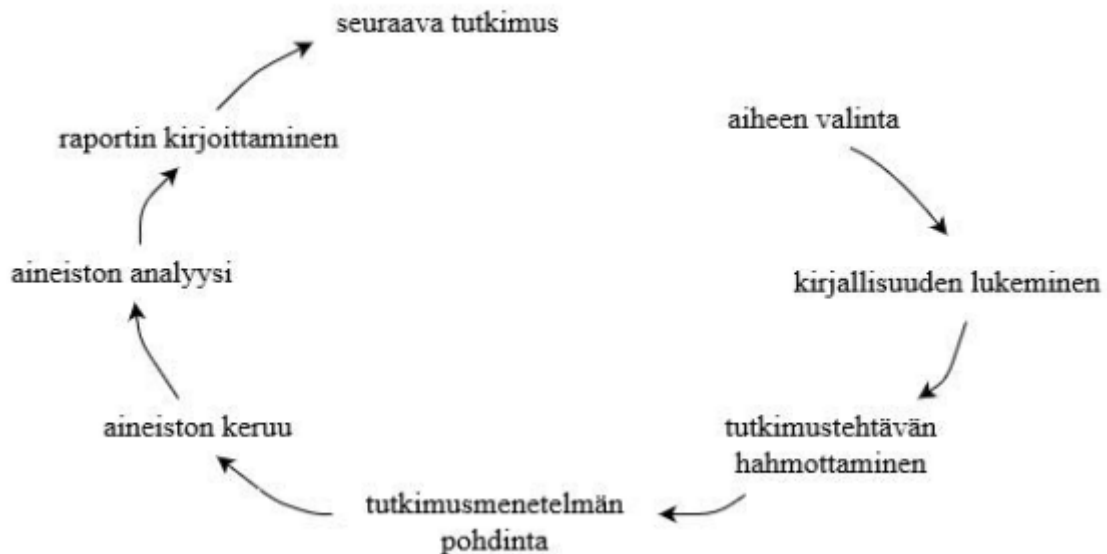 seuraava tutkimus
aiheen valinta
raportin kirjoittaminen
kirjallisuuden lukeminen
aineiston analyysi
tutkimustehtävän
hahmottaminen
aineiston keruu
tutkimusmenetelmän
pohdinta